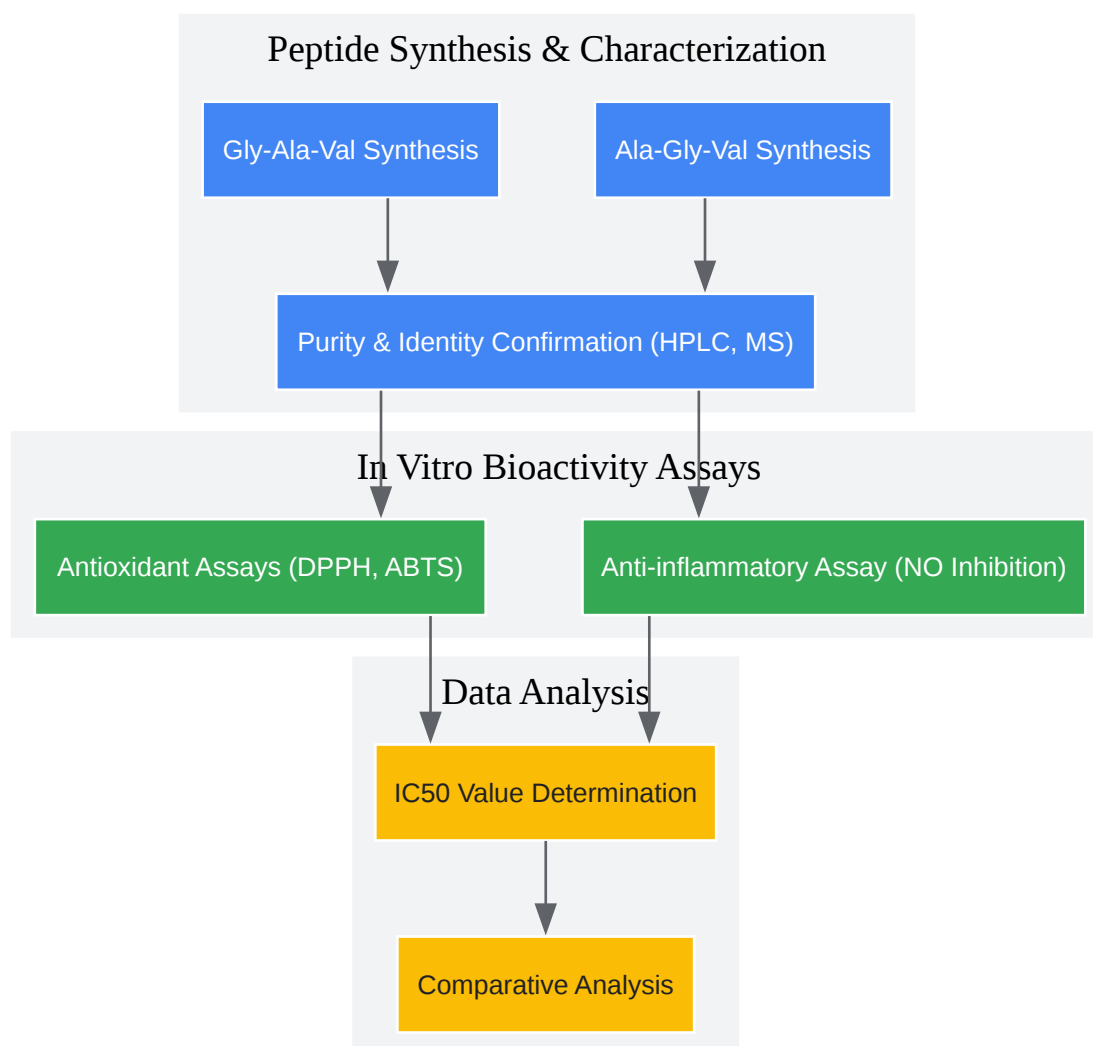 Peptide Synthesis & Characterization
Gly-Ala-Val Synthesis
Ala-Gly-Val Synthesis
Purity & Identity Confirmation (HPLC, MS)
In Vitro Bioactivity Assays
Antioxidant Assays (DPPH, ABTS)
Anti-inflammatory Assay (NO Inhibition)
Data Analysis
IC50 Value Determination
Comparative Analysis